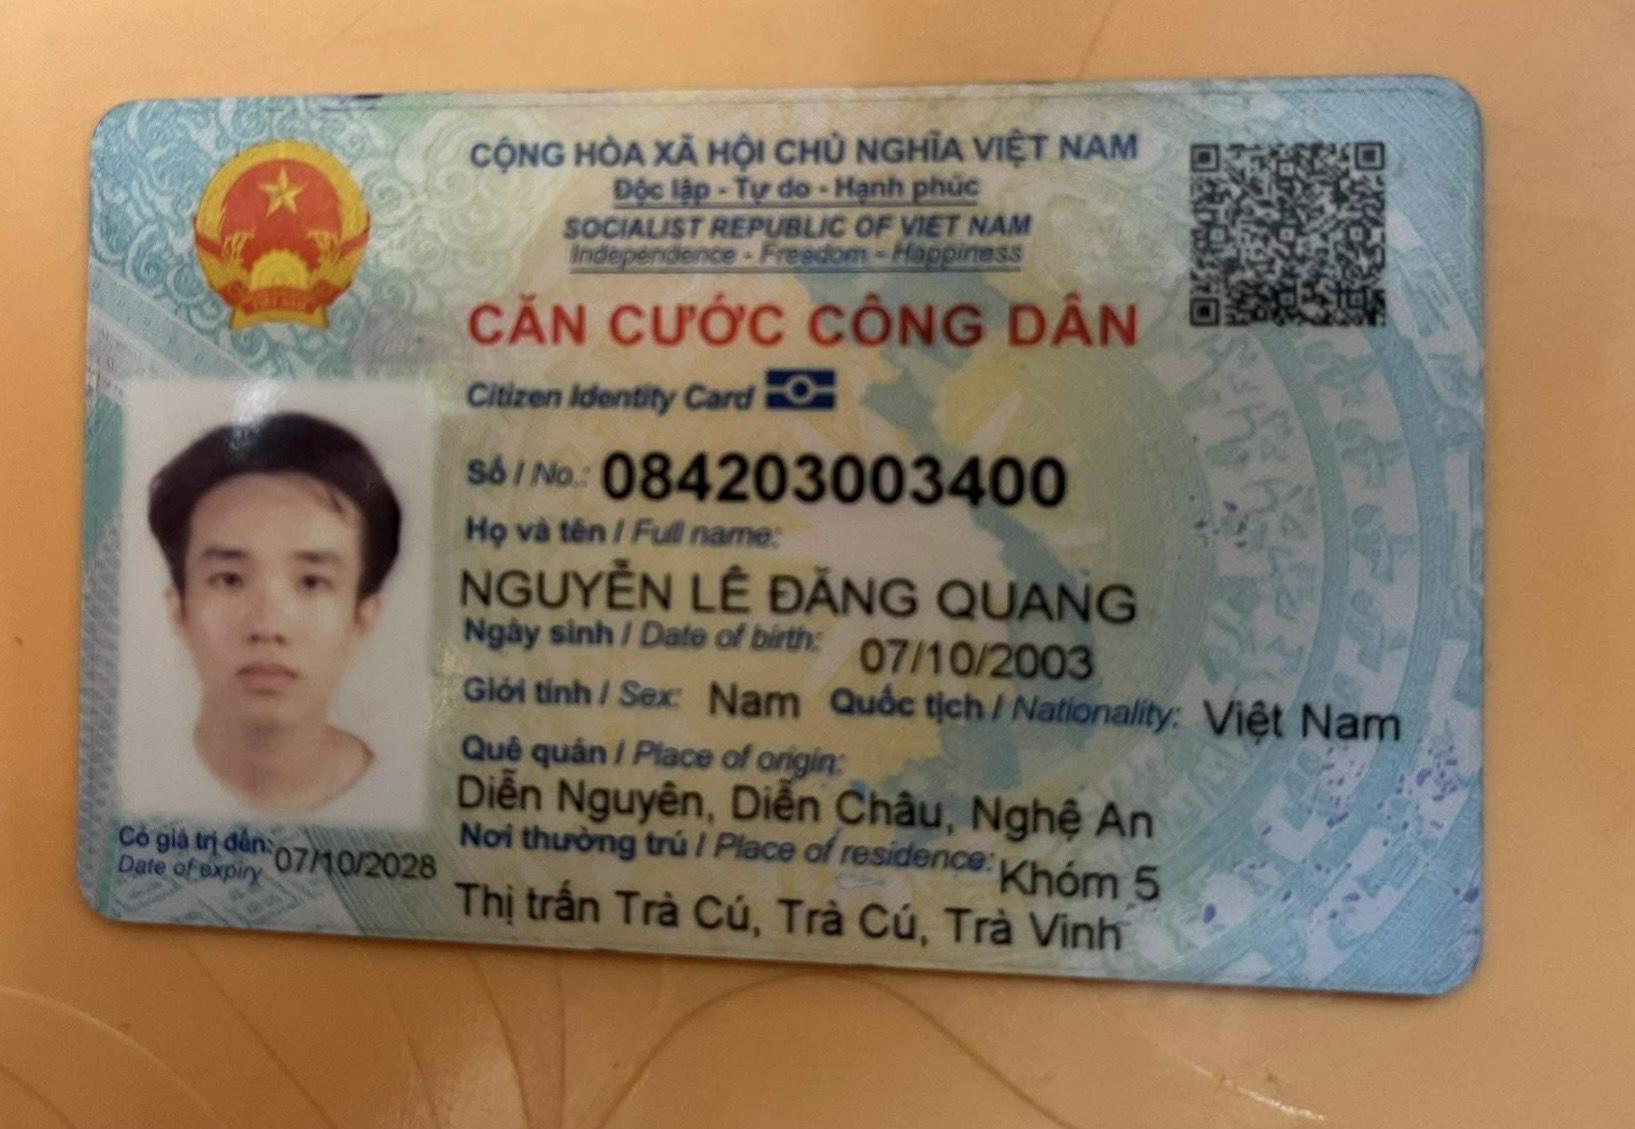 CỘNG HÒA XÃ HỘI CHỦ NGHĨA VIỆT NAM
Độc lập - Tự do - Hạnh phúc
SOCIALIST REPUBLIC OF VIET NAM
Independence - Freedom - Happiness
CĂN CƯỚC CÔNG DÂN
Citizen Identity Card
Số / No.: 084203003400
Họ và tên / Full name:
NGUYỄN LÊ ĐĂNG QUANG
Ngày sinh / Date of birth: 07/10/2003
Giới tính / Sex: Nam Quốc tịch / Nationality: Việt Nam
Quê quán / Place of origin:
Diễn Nguyên, Diễn Châu, Nghệ An
Nơi thường trú / Place of residence: Khóm 5
Thị trấn Trà Cú, Trà Cú, Trà Vinh
Có giá trị đến: 07/10/2028
Date of expiry